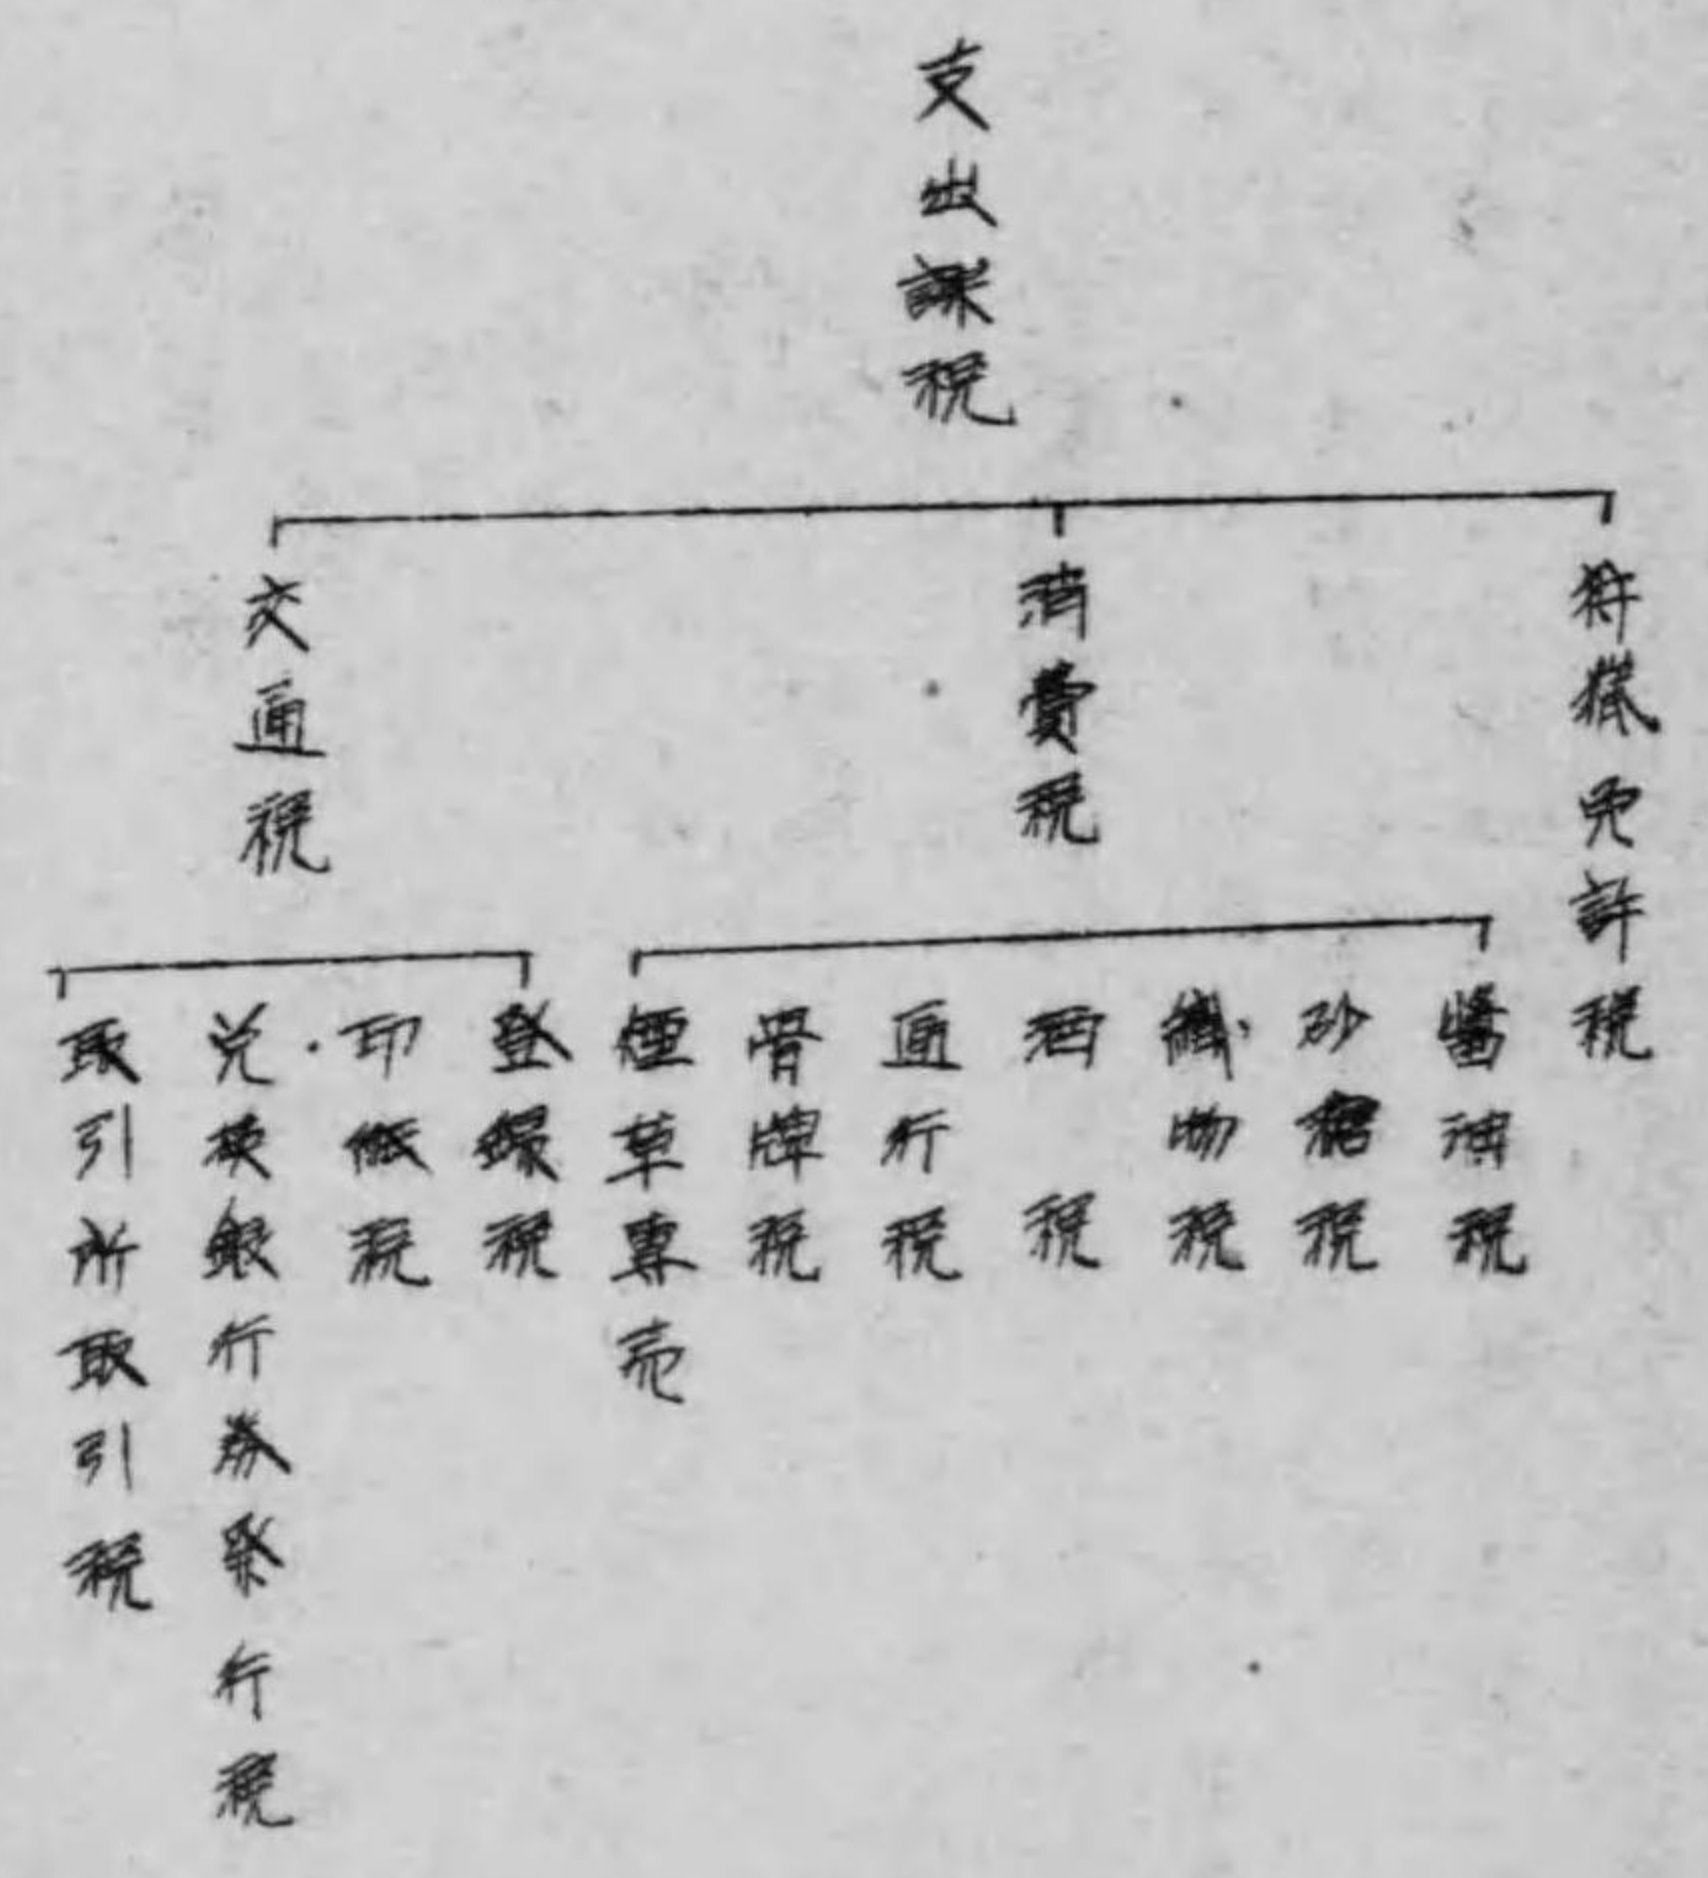 支出課税
狩猟免許税
消費税
醤油税
砂糖税
織物税
酒税
通行税
骨牌税
煙草専売
交通税
登録税
印紙税
兌換銀行券発行税
取引所取引税